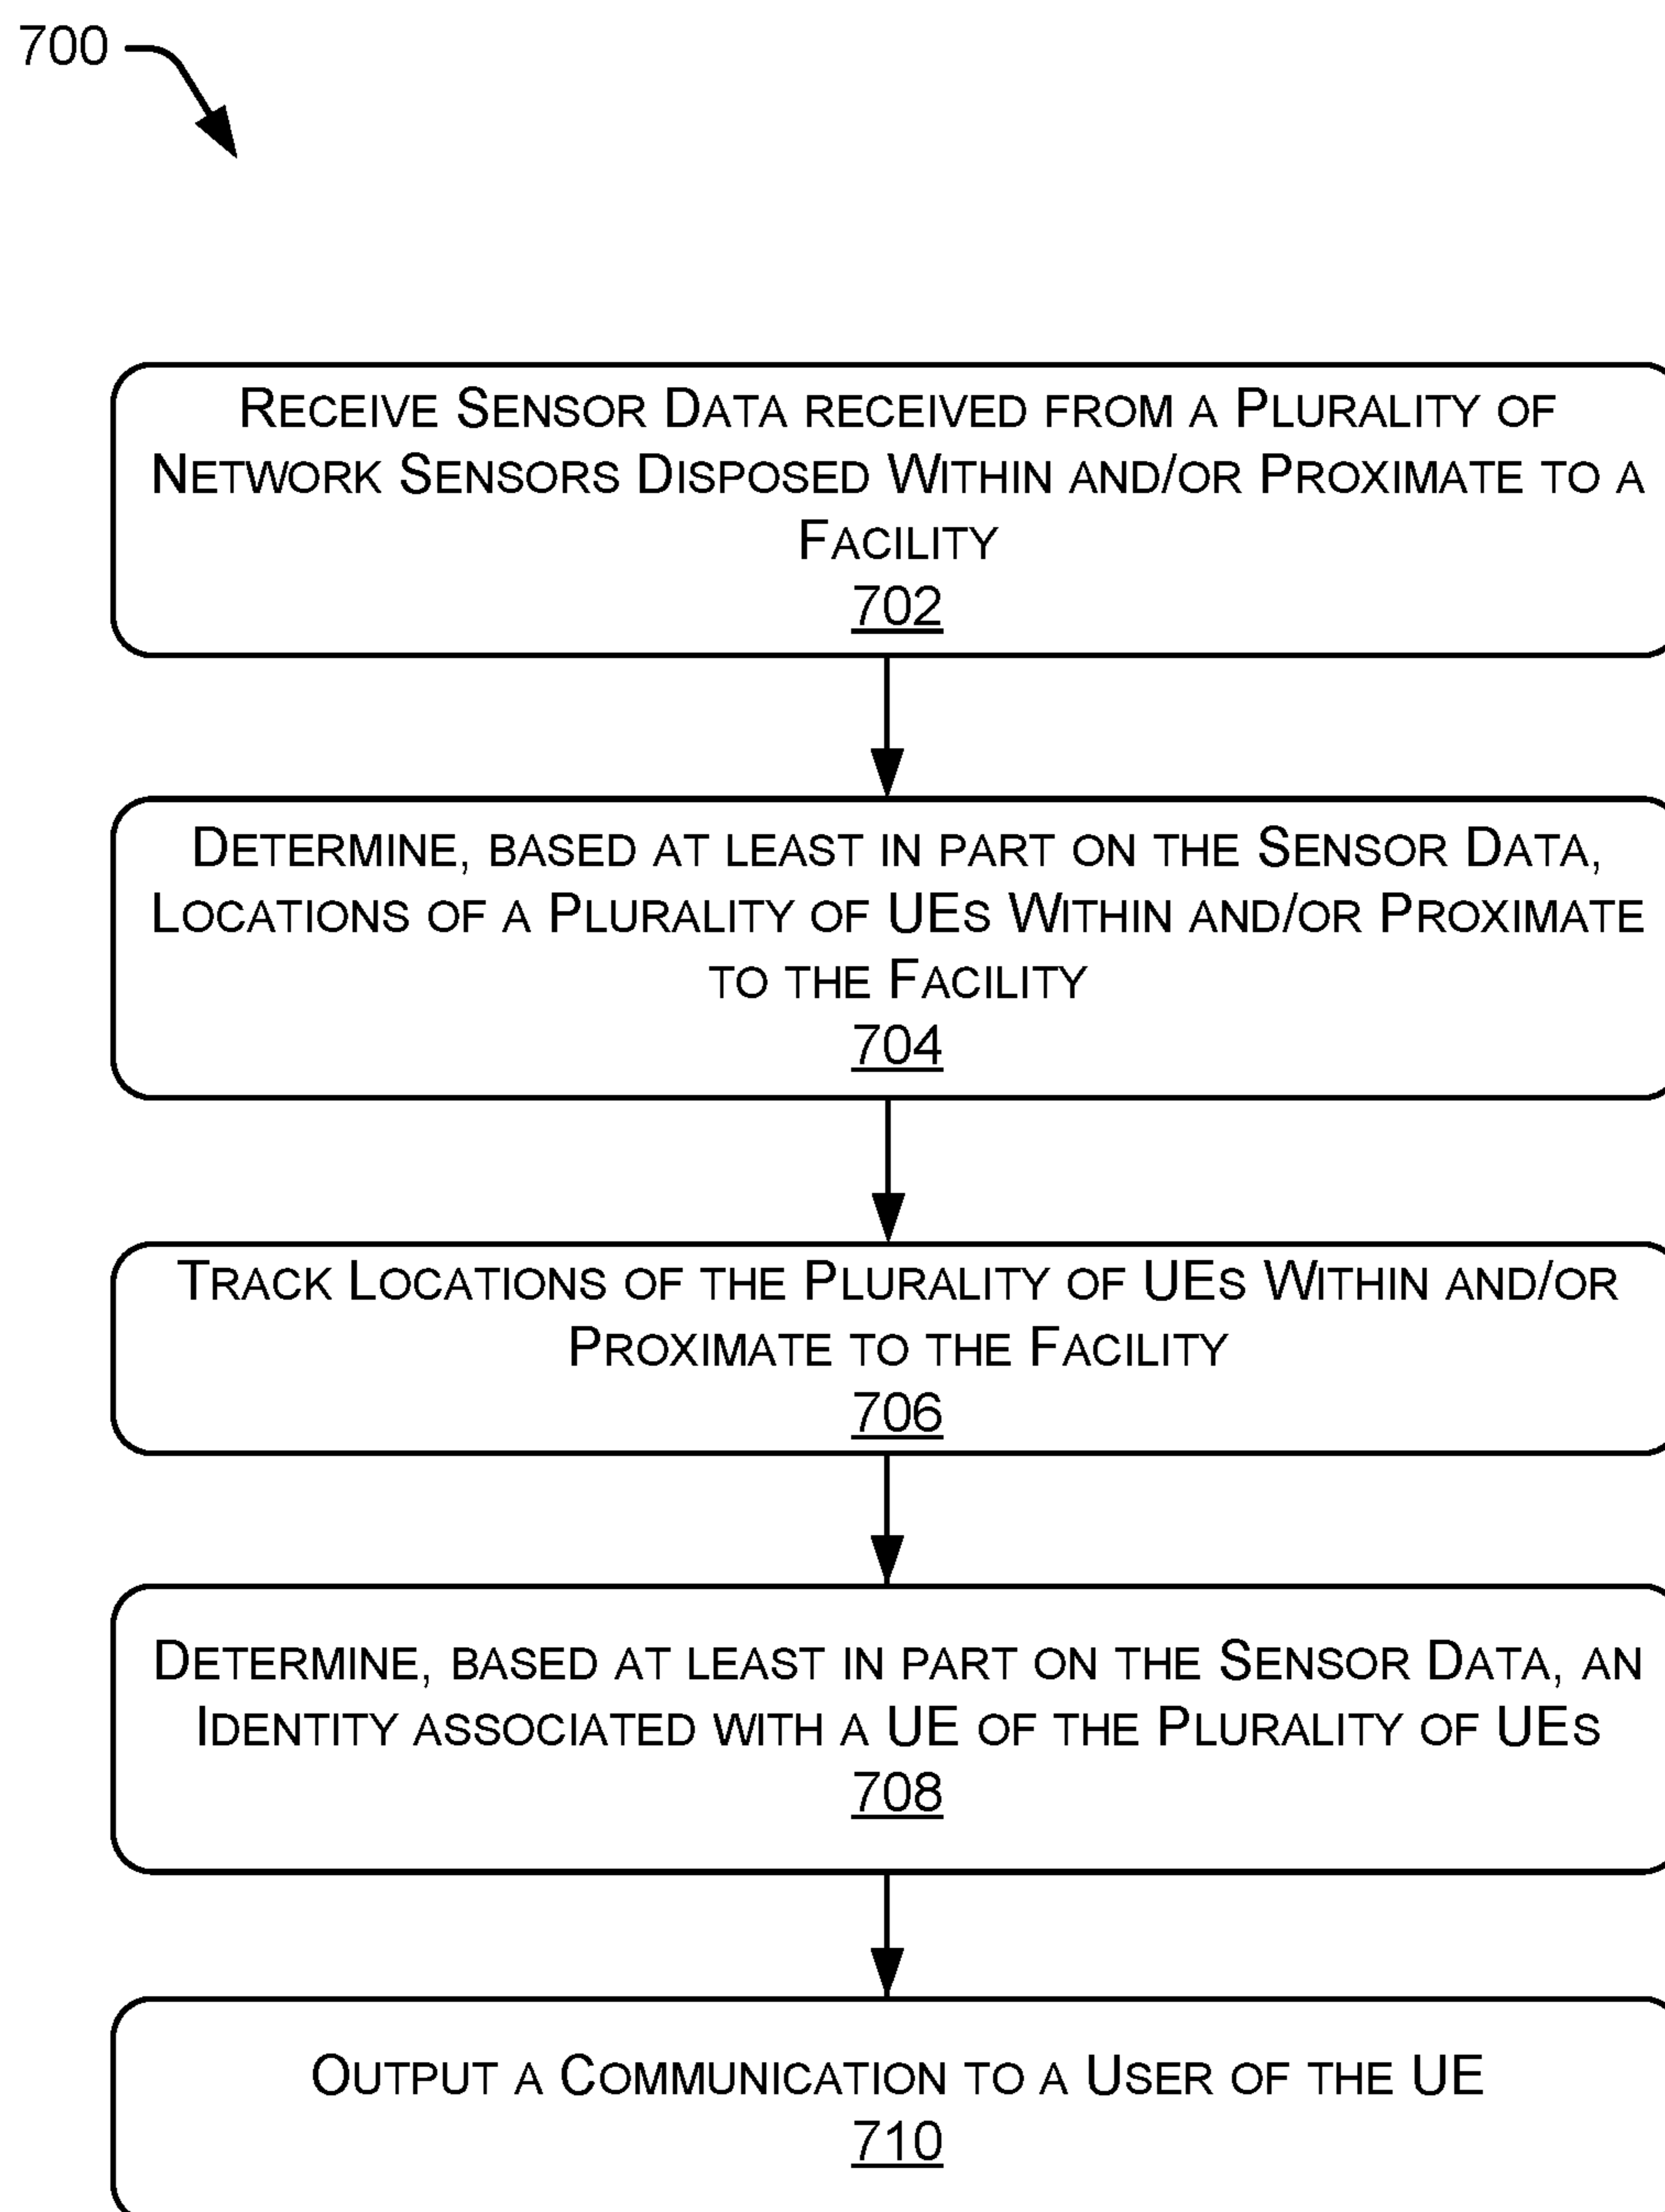 700
Receive Sensor Data received from a Plurality of
Network Sensors Disposed Within and/or Proximate to a
Facility
702
Determine, based at least in part on the Sensor Data,
Locations of a Plurality of UEs Within and/or Proximate
to the Facility
704
Track Locations of the Plurality of UEs Within and/or
Proximate to the Facility
706
Determine, based at least in part on the Sensor Data, an
Identity associated with a UE of the Plurality of UEs
708
Output a Communication to a User of the UE
710